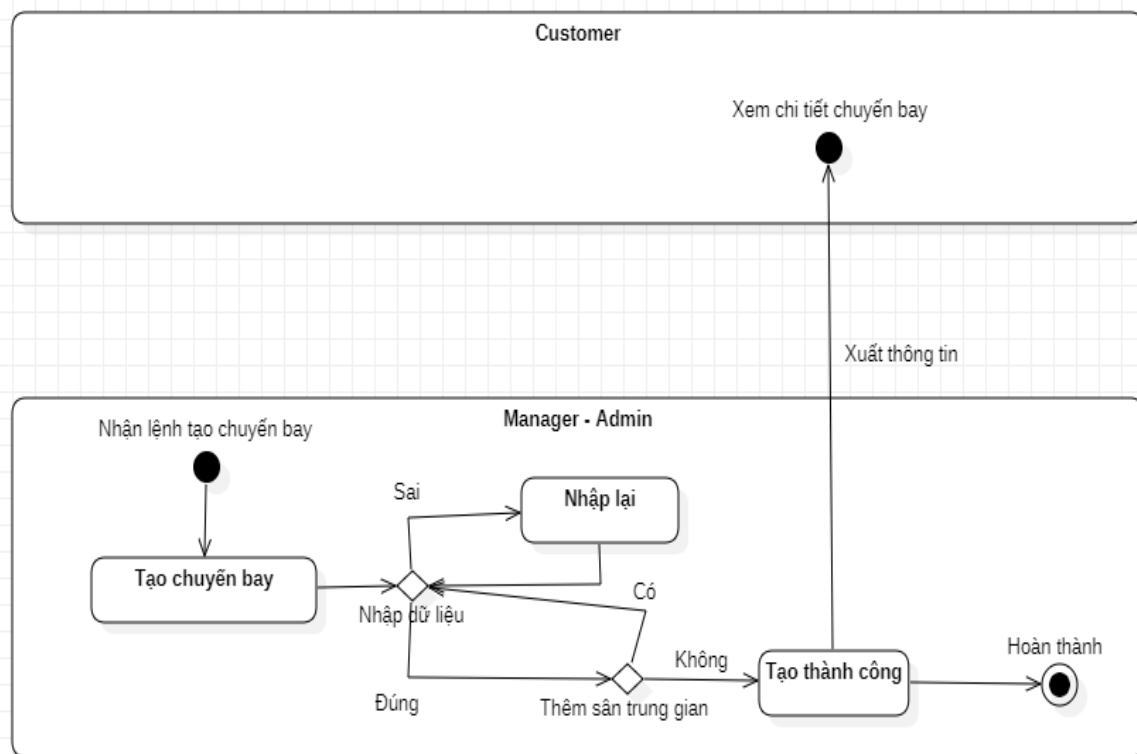 Customer
Xem chi tiết chuyến bay
Xuất thông tin
Manager - Admin
Nhận lệnh tạo chuyến bay
Sai
Nhập lại
Tạo chuyến bay
Có
Nhập dữ liệu
Không
Hoàn thành
Tạo thành công
Đúng
Thêm sân trung gian